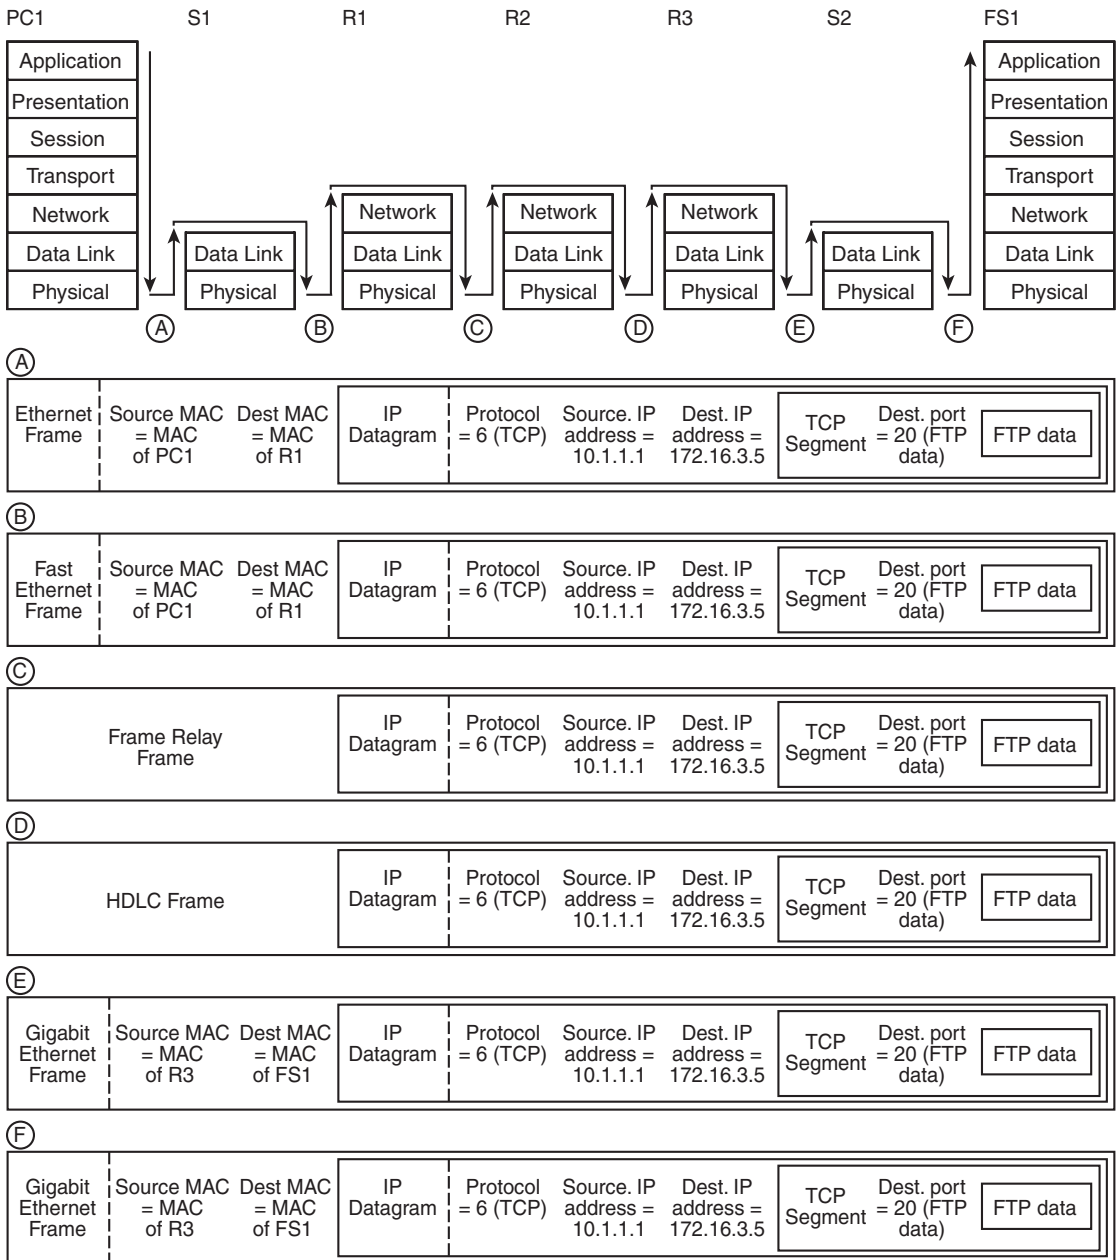 PC1 S1 R1 R2 R3 S2 FS1
Application Application
Presentation Presentation
Session Session
Transport Transport
Network Network Network Network Network
Data Link Data Link Data Link Data Link Data Link Data Link Data Link
Physical Physical Physical Physical Physical Physical Physical
A B C D E F
A
Ethernet
Frame
Source MAC
= MAC
of PC1
Dest MAC
= MAC
of R1
IP
Datagram
Protocol
= 6 (TCP)
Source. IP
address =
10.1.1.1
Dest. IP
address =
172.16.3.5
TCP
Segment
Dest. port
= 20 (FTP
data)
FTP data
B
Fast
Ethernet
Frame
Source MAC
= MAC
of PC1
Dest MAC
= MAC
of R1
IP
Datagram
Protocol
= 6 (TCP)
Source. IP
address =
10.1.1.1
Dest. IP
address =
172.16.3.5
TCP
Segment
Dest. port
= 20 (FTP
data)
FTP data
C
Frame Relay
Frame
IP
Datagram
Protocol
= 6 (TCP)
Source. IP
address =
10.1.1.1
Dest. IP
address =
172.16.3.5
TCP
Segment
Dest. port
= 20 (FTP
data)
FTP data
D
HDLC Frame
IP
Datagram
Protocol
= 6 (TCP)
Source. IP
address =
10.1.1.1
Dest. IP
address =
172.16.3.5
TCP
Segment
Dest. port
= 20 (FTP
data)
FTP data
E
Gigabit
Ethernet
Frame
Source MAC
= MAC
of R3
Dest MAC
= MAC
of FS1
IP
Datagram
Protocol
= 6 (TCP)
Source. IP
address =
10.1.1.1
Dest. IP
address =
172.16.3.5
TCP
Segment
Dest. port
= 20 (FTP
data)
FTP data
F
Gigabit
Ethernet
Frame
Source MAC
= MAC
of R3
Dest MAC
= MAC
of FS1
IP
Datagram
Protocol
= 6 (TCP)
Source. IP
address =
10.1.1.1
Dest. IP
address =
172.16.3.5
TCP
Segment
Dest. port
= 20 (FTP
data)
FTP data